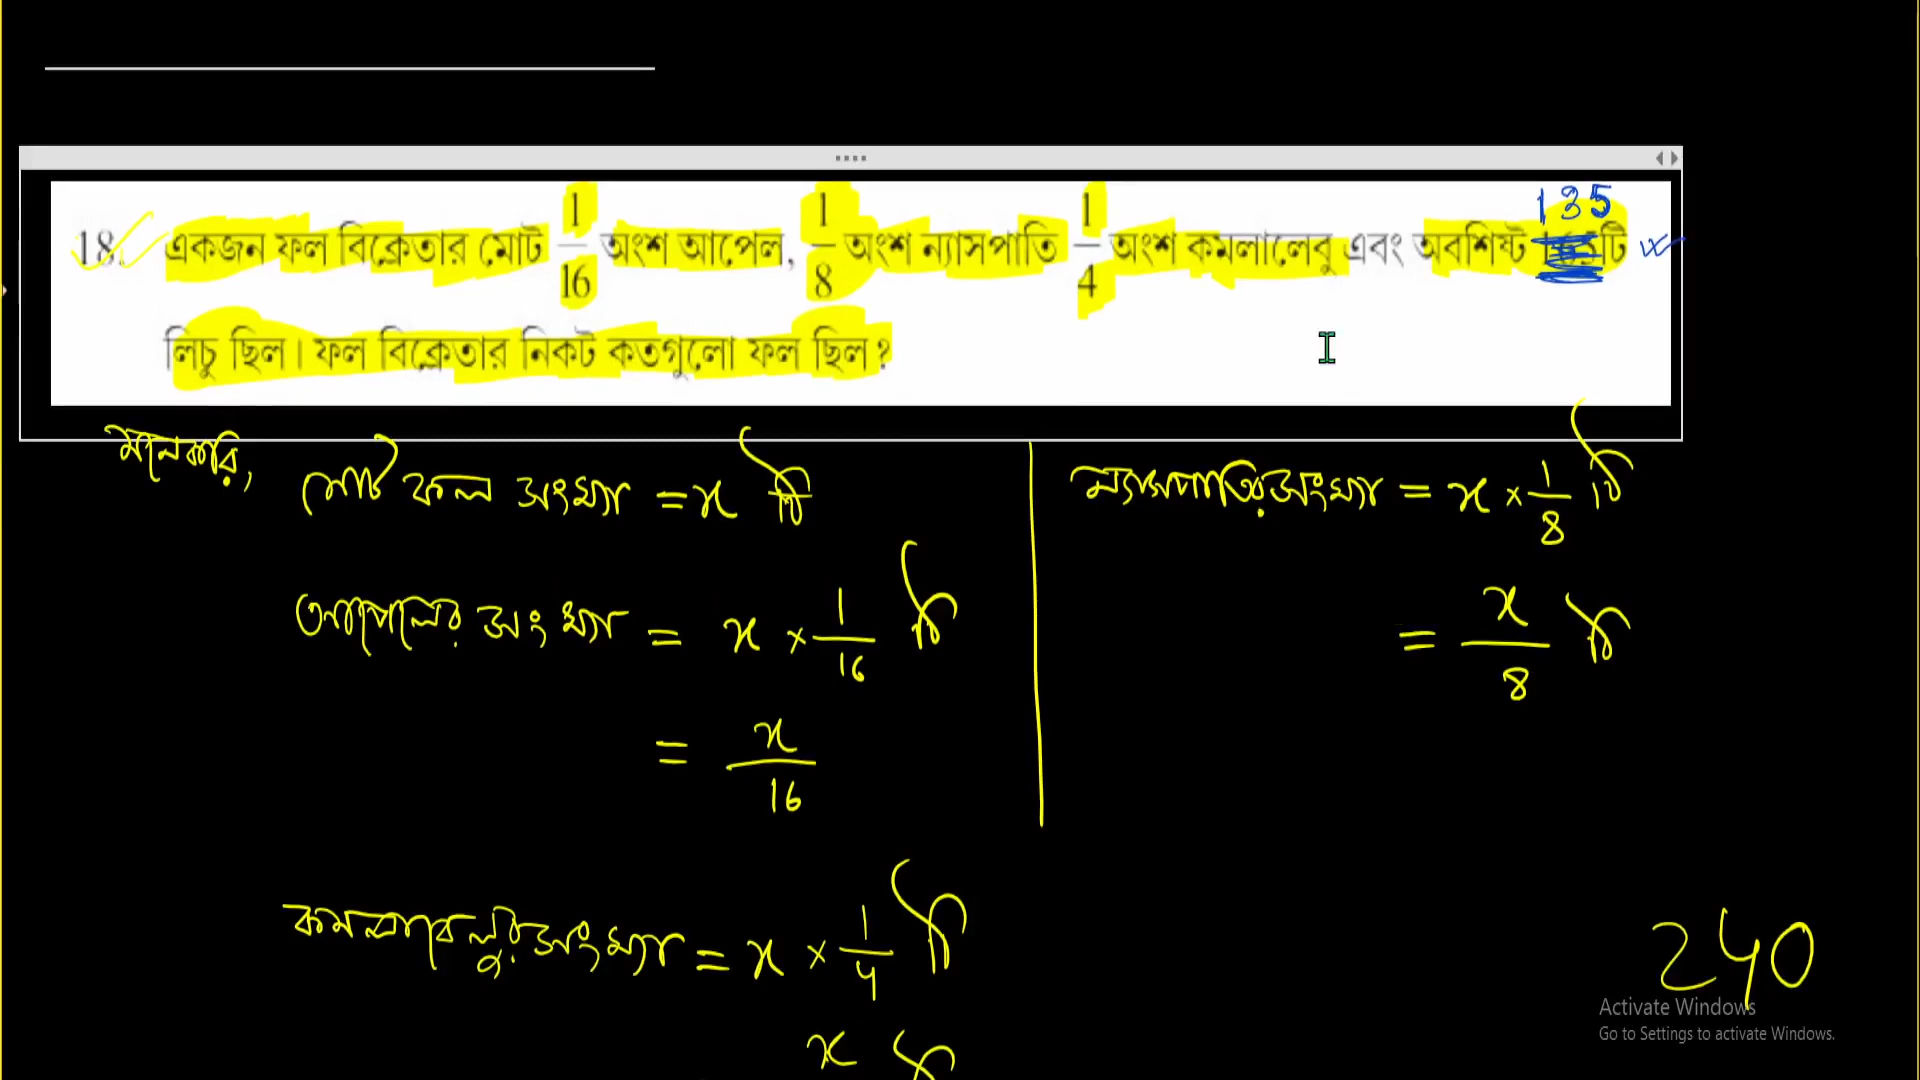 135
18. একজন ফল বিক্রেতার মোট 1/16 অংশ আপেল, 1/8 অংশ ন্যাসপাতি 1/4 অংশ কমলালেবু এবং অবশিষ্ট টি
লিচু ছিল। ফল বিক্রেতার নিকট কতগুলো ফল ছিল?
মনেকরি,
মোট ফল সংখ্যা = x টি
আপেলের সংখ্যা = x × 1/16 টি
= x/16
ন্যাসপাতির সংখ্যা = x × 1/8 টি
= x/8 টি
কমলালেবুর সংখ্যা = x × 1/4 টি
x টি
240
Activate Windows
Go to Settings to activate Windows.